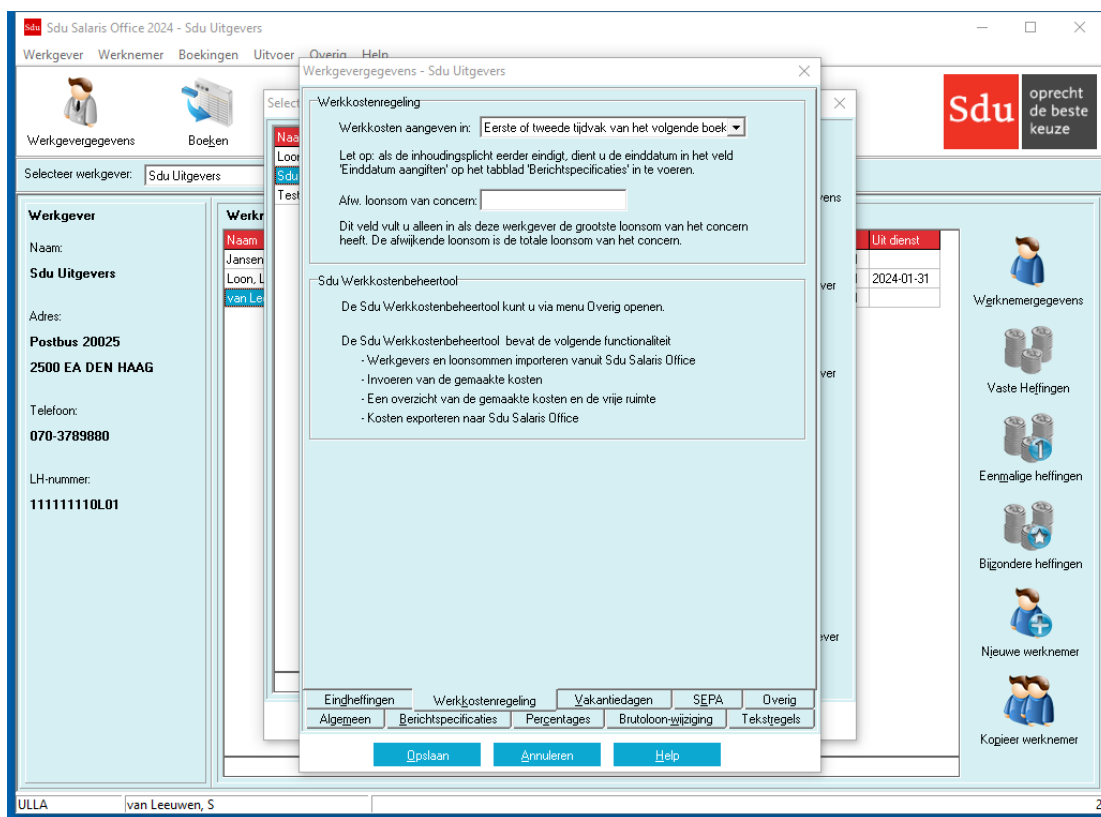 Sdu Sdu Salaris Office 2024 - Sdu Uitgevers
Werkgever Werknemer Boekingen Uitvoer Overig Help
Werkgevergegevens
Boeken
Sdu
oprecht
de beste
keuze
Selecteer werkgever: Sdu Uitgevers
Werkgever
Naam:
Sdu Uitgevers
Adres:
Postbus 20025
2500 EA DEN HAAG
Telefoon:
070-3789880
LH-nummer:
111111110L01
Naam
Jansen
Loon, L
Uit dienst
2024-01-31
Werkgevergegevens - Sdu Uitgevers
Werkkostenregeling
Werkkosten aangeven in: Eerste of tweede tijdvak van het volgende boek
Let op: als de inhoudingsplicht eerder eindigt, dient u de einddatum in het veld
'Einddatum aangiften' op het tabblad 'Berichtspecificaties' in te voeren.
Afw. loonsom van concern:
Dit veld vult u alleen in als deze werkgever de grootste loonsom van het concern
heeft. De afwijkende loonsom is de totale loonsom van het concern.
Sdu Werkkostenbeheertool
De Sdu Werkkostenbeheertool kunt u via menu Overig openen.
De Sdu Werkkostenbeheertool bevat de volgende functionaliteit
- Werkgevers en loonsommen importeren vanuit Sdu Salaris Office
- Invoeren van de gemaakte kosten
- Een overzicht van de gemaakte kosten en de vrije ruimte
- Kosten exporteren naar Sdu Salaris Office
Eindheffingen Werkkostenregeling Vakantiedagen SEPA Overig
Algemeen Berichtspecificaties Percentages Brutoloon-wijziging Tekstregels
Opslaan Annuleren Help
Werknemergegevens
Vaste Heffingen
Eenmalige heffingen
Bijzondere heffingen
Nieuwe werknemer
Kopieer werknemer
ULLA van Leeuwen, S